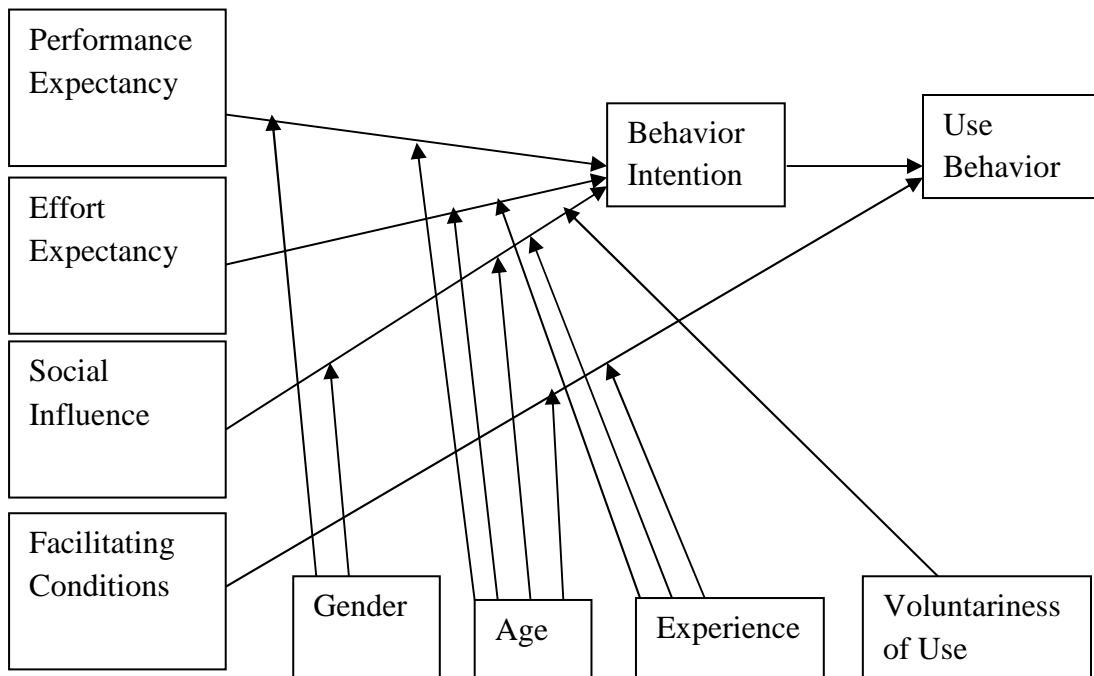 Performance
Expectancy
Behavior
Intention
Use
Behavior
Effort
Expectancy
Social
Influence
Facilitating
Conditions
Gender
Age
Experience
Voluntariness
of Use